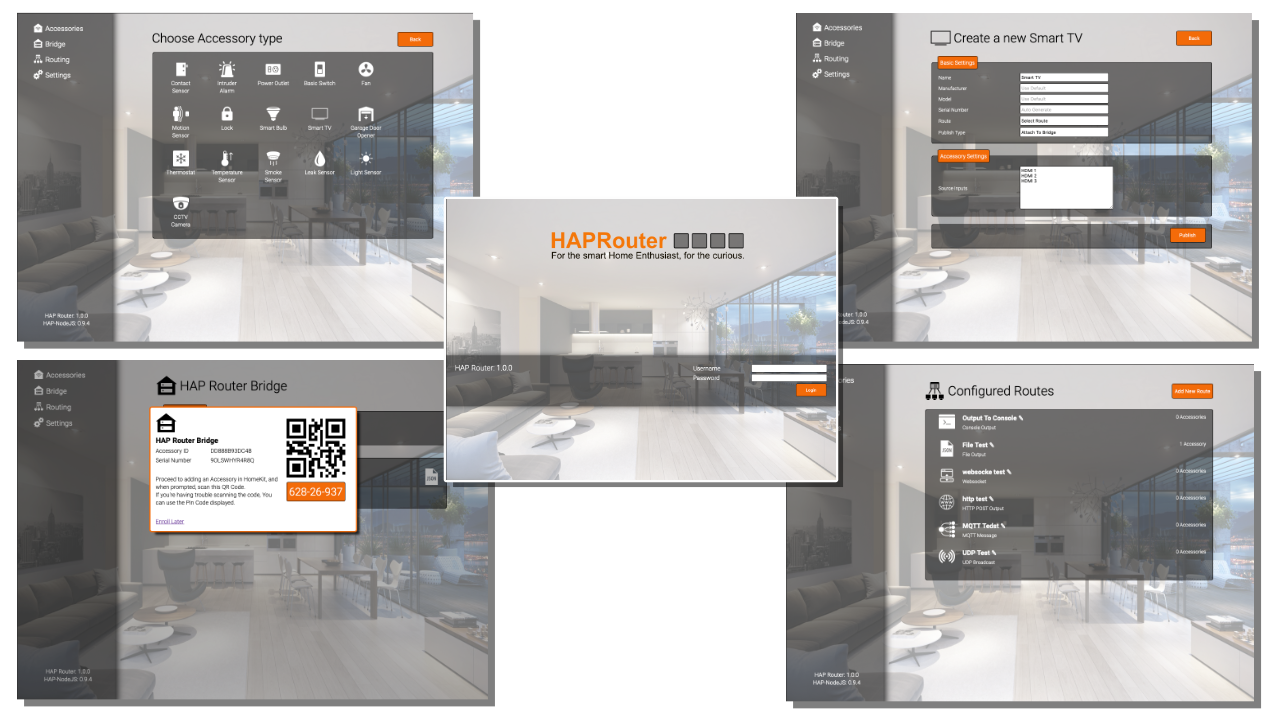 Accessories
Bridge
Routing
Settings
Choose Accessory type
Back
Contact Sensor
Intruder Alarm
Power Outlet
Basic Switch
Fan
Motion Sensor
Lock
Smart Bulb
Smart TV
Garage Door Opener
Thermostat
Temperature Sensor
Smoke Sensor
Leak Sensor
Light Sensor
CCTV Camera
HAP Router: 1.0.0
HAP-NodeJS: 0.9.4
Accessories
Bridge
Routing
Settings
Create a new Smart TV
Back
Basic Settings
Name
Smart TV
Manufacturer
Use Default
Model
Use Default
Serial Number
Auto Generate
Route
Select Route
Publish Type
Attach To Bridge
Accessory Settings
Source Inputs
HDMI 1
HDMI 2
HDMI 3
Publish
outer: 1.0.0
deJS: 0.9.4
HAPRouter
For the smart Home Enthusiast, for the curious.
HAP Router: 1.0.0
Username
Password
Login
Accessories
Bridge
Routing
Settings
HAP Router Bridge
HAP Router Bridge
Accessory ID
Serial Number
Proceed to adding an Accessory in HomeKit, and
when prompted, scan this QR Code.
If you're having trouble scanning the code, You
can use the Pin Code displayed.
628-26-937
Enroll Later
JSON
HAP Router: 1.0.0
HAP-NodeJS: 0.9.4
ories
Configured Routes
Add New Route
Output To Console
Console Output
0 Accessories
JSON
File Test
File Output
1 Accessory
websocke test
Websocket
0 Accessories
http test
HTTP POST Output
0 Accessories
MQTT Tedst
MQTT Message
0 Accessories
UDP Test
UDP Broadcast
0 Accessories
HAP Router: 1.0.0
HAP-NodeJS: 0.9.4